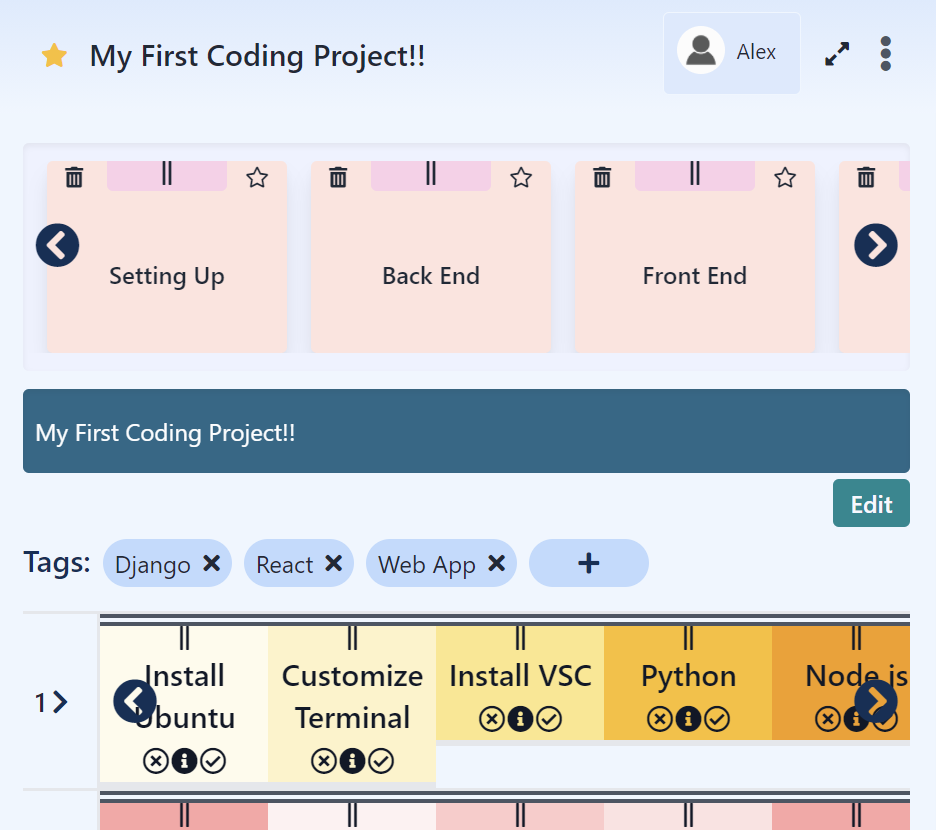 My First Coding Project!!
Alex
Setting Up
Back End
Front End
My First Coding Project!!
Edit
Tags:
Django
React
Web App
1
Install
Ubuntu
Customize
Terminal
Install VSC
Python
Node.js